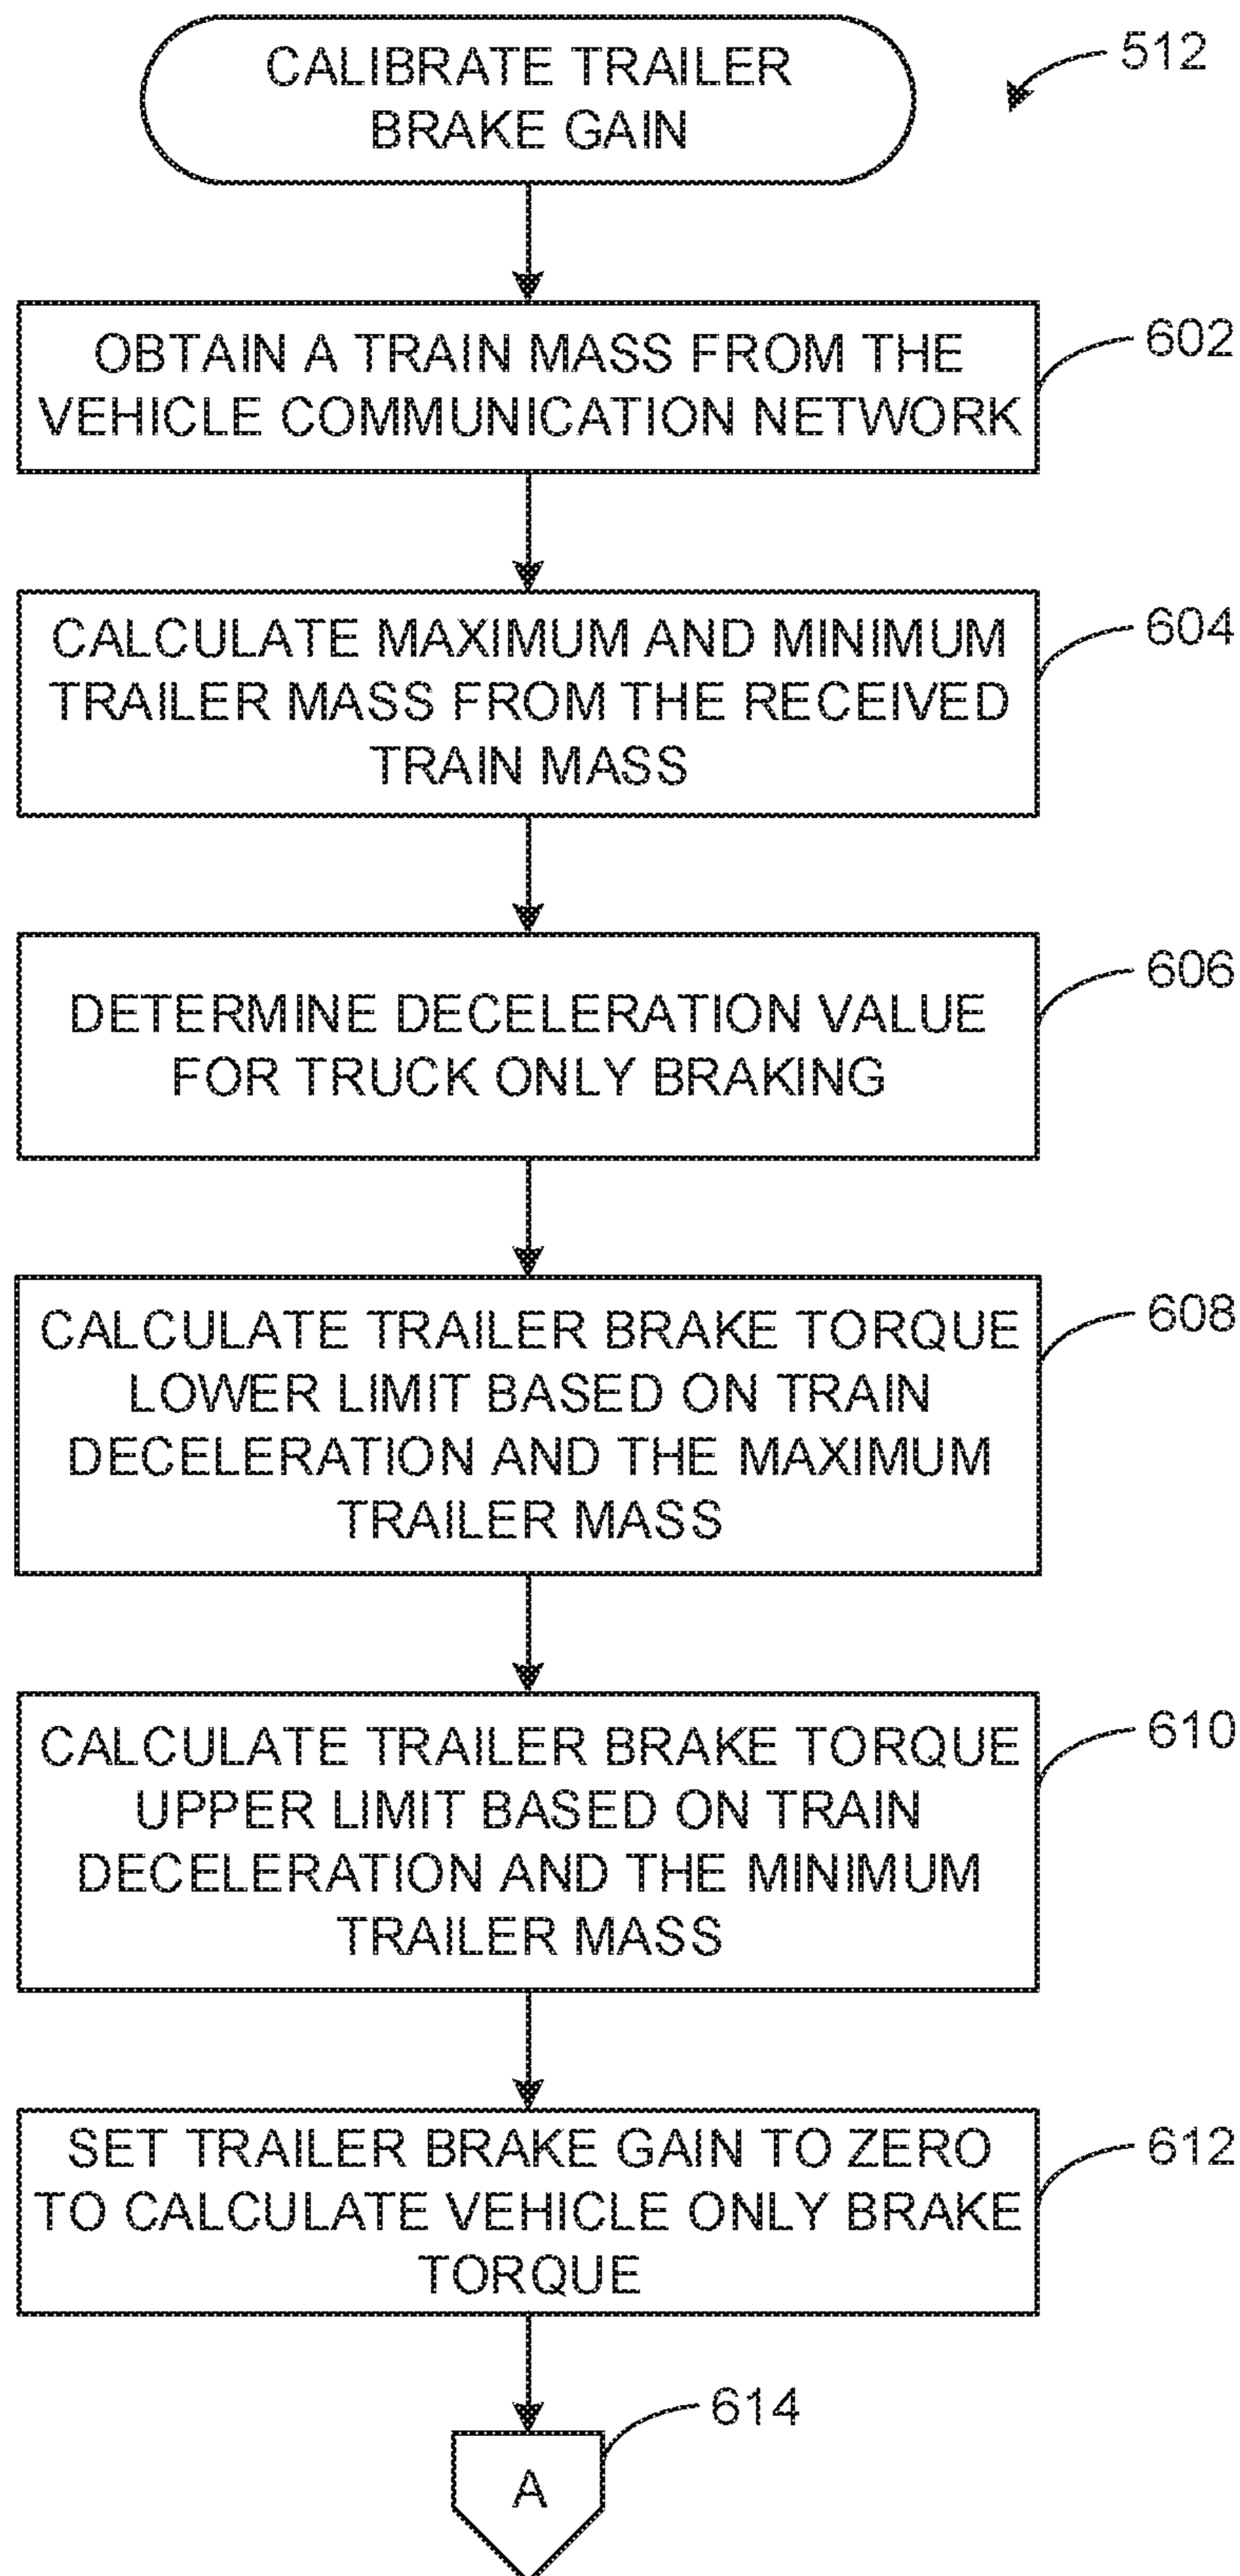 CALIBRATE TRAILER
BRAKE GAIN
512
OBTAIN A TRAIN MASS FROM THE
VEHICLE COMMUNICATION NETWORK
602
CALCULATE MAXIMUM AND MINIMUM
TRAILER MASS FROM THE RECEIVED
TRAIN MASS
604
DETERMINE DECELERATION VALUE
FOR TRUCK ONLY BRAKING
606
CALCULATE TRAILER BRAKE TORQUE
LOWER LIMIT BASED ON TRAIN
DECELERATION AND THE MAXIMUM
TRAILER MASS
608
CALCULATE TRAILER BRAKE TORQUE
UPPER LIMIT BASED ON TRAIN
DECELERATION AND THE MINIMUM
TRAILER MASS
610
SET TRAILER BRAKE GAIN TO ZERO
TO CALCULATE VEHICLE ONLY BRAKE
TORQUE
612
614
A